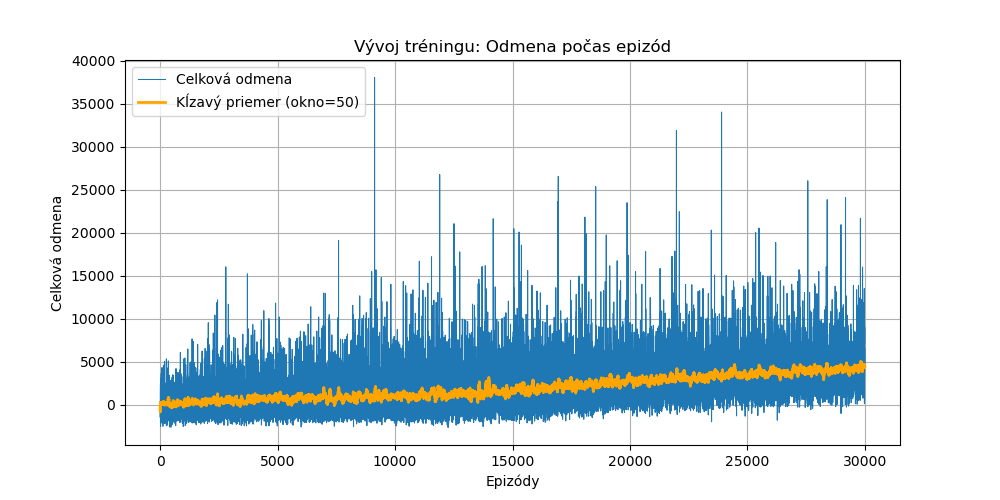 Vývoj tréningu: Odmena počas epizód
Celková odmena
Kĺzavý priemer (okno=50)
40000
35000
30000
25000
20000
15000
10000
5000
0
Celková odmena
0 5000 10000 15000 20000 25000 30000
Epizódy